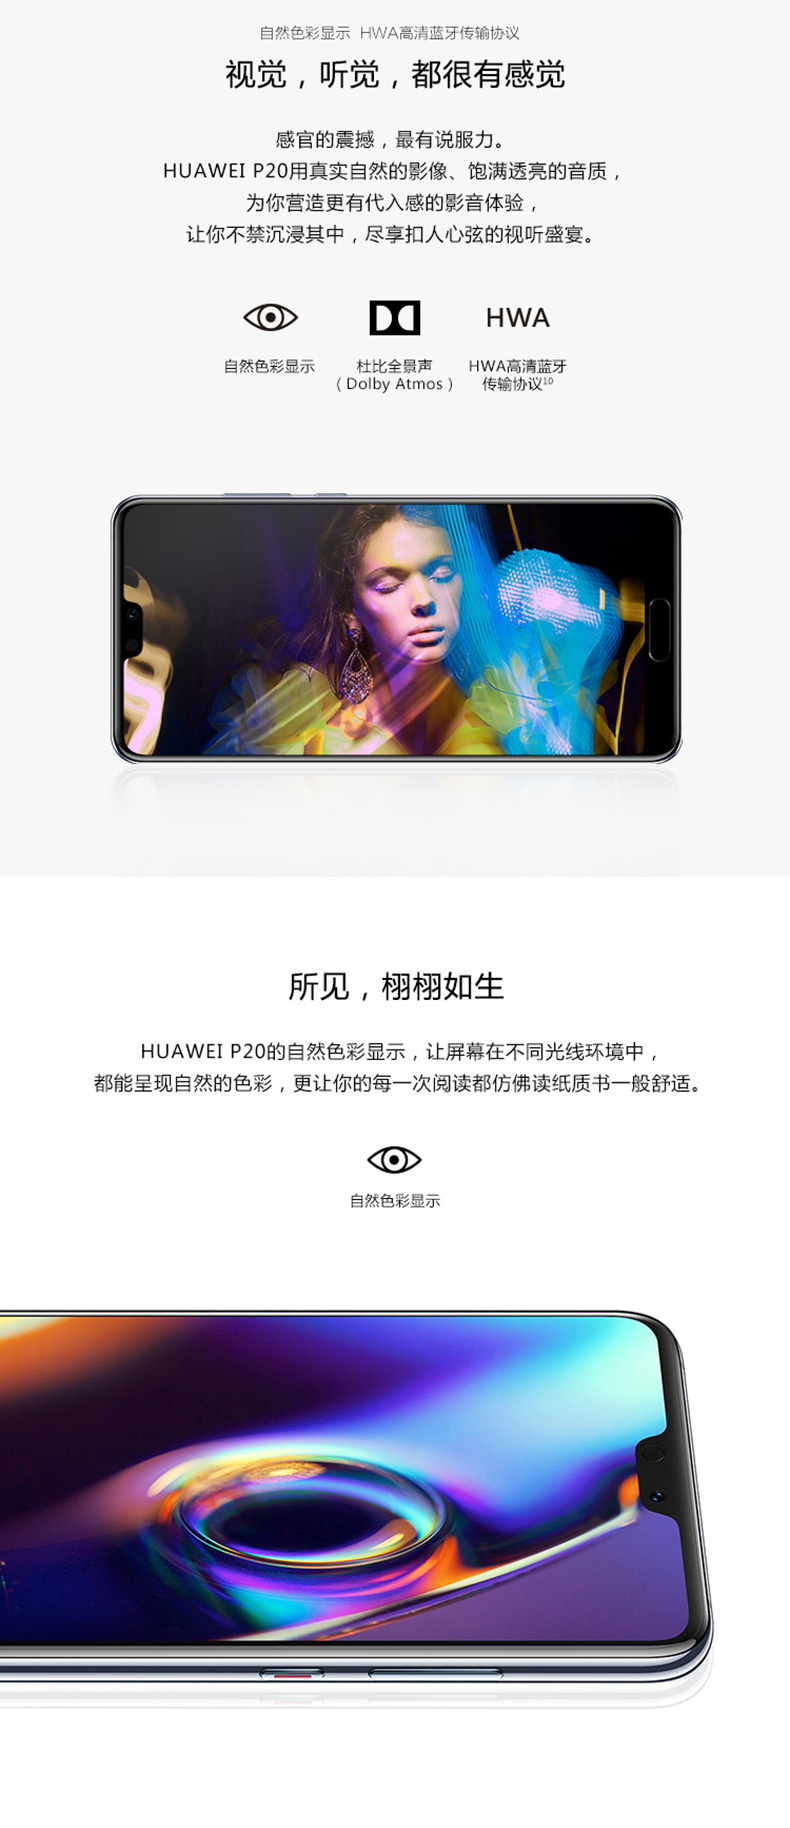 自然色彩显示 HWA高清蓝牙传输协议
视觉，听觉，都很有感觉
感官的震撼，最有说服力。
HUAWEI P20用真实自然的影像、饱满透亮的音质，
为你营造更有代入感的影音体验，
让你不禁沉浸其中，尽享扣人心弦的视听盛宴。
HWA
自然色彩显示
杜比全景声
（Dolby Atmos）
HWA高清蓝牙
传输协议10
所见，栩栩如生
HUAWEI P20的自然色彩显示，让屏幕在不同光线环境中，
都能呈现自然的色彩，更让你的每一次阅读都仿佛读纸质书一般舒适。
自然色彩显示